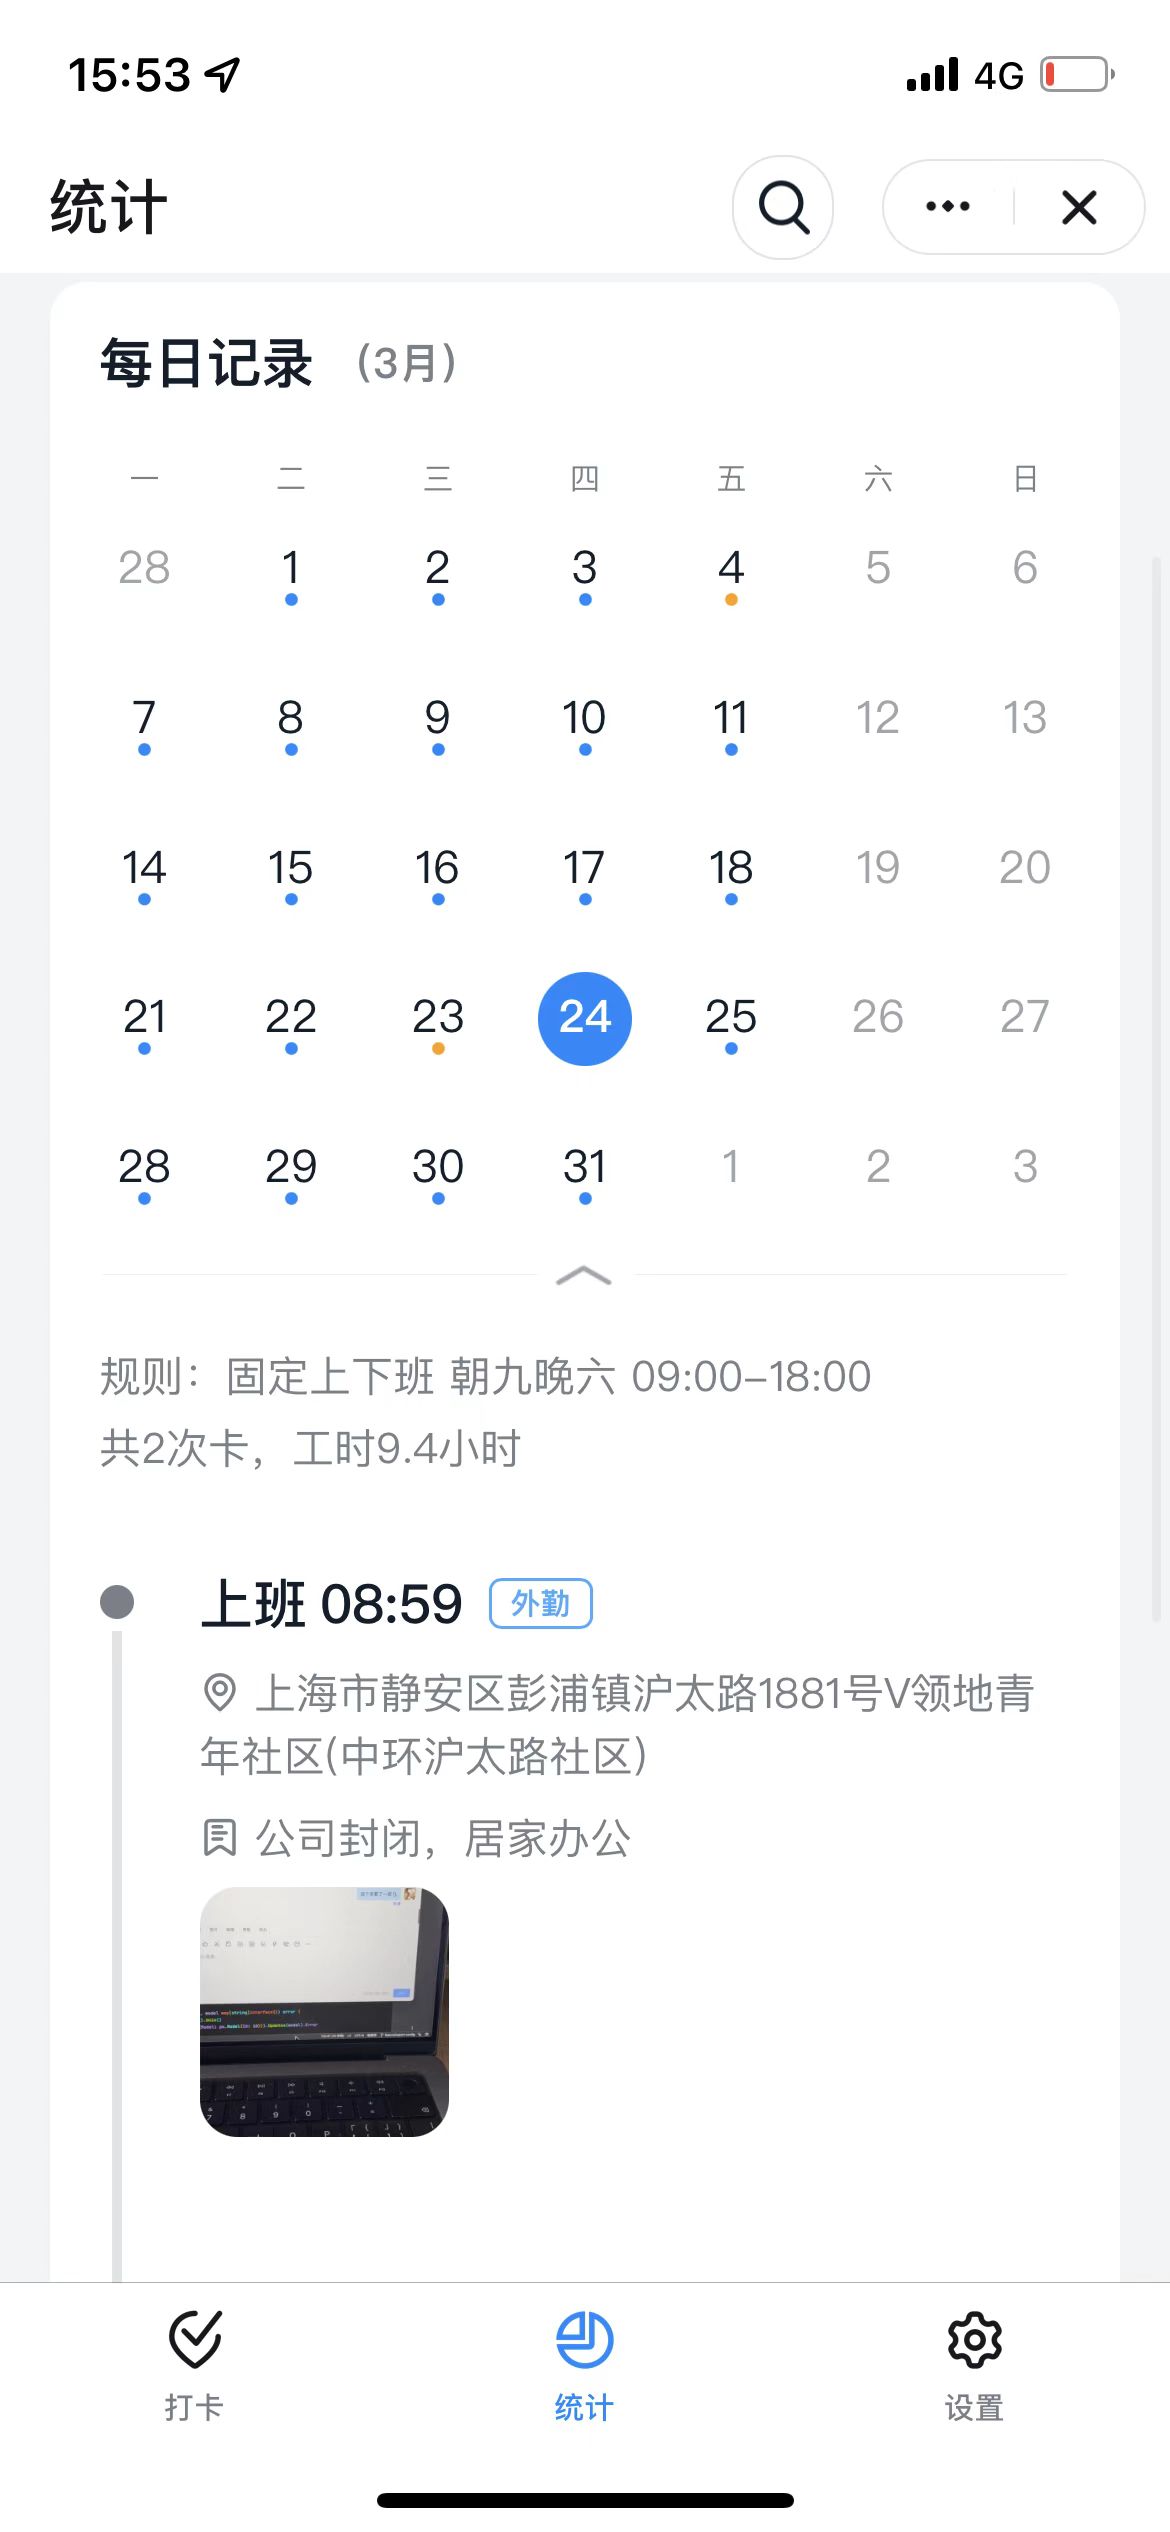 15:53
4G
统计
每日记录 (3月)
一 二 三 四 五 六 日
28 1 2 3 4 5 6
7 8 9 10 11 12 13
14 15 16 17 18 19 20
21 22 23 24 25 26 27
28 29 30 31 1 2 3
规则：固定上下班 朝九晚六 09:00-18:00
共2次卡，工时9.4小时
上班 08:59 外勤
上海市静安区彭浦镇沪太路1881号V领地青
年社区(中环沪太路社区)
公司封闭，居家办公
打卡 统计 设置